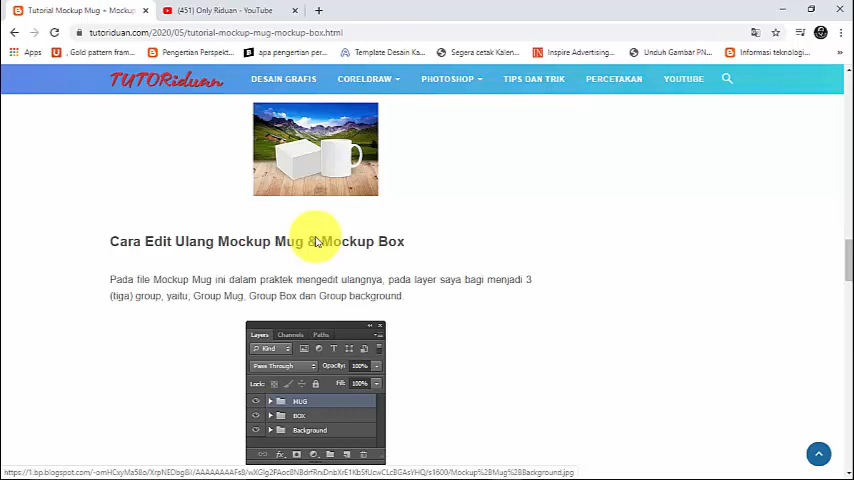 Tutorial Mockup Mug + Mockup
(451) Only Riduan - YouTube
tutoriduan.com/2020/05/tutorial-mockup-mug-mockup-box.html
Apps
, Gold pattern fram...
Pengertian Perspekt...
apa pengertian per...
Template Desain Ka...
Segera cetak Kalen...
Inspire Advertising...
Unduh Gambar PN...
Informasi teknologi...
TUTORiduan
DESAIN GRAFIS
CORELDRAW
PHOTOSHOP
TIPS DAN TRIK
PERCETAKAN
YOUTUBE
Cara Edit Ulang Mockup Mug & Mockup Box
Pada file Mockup Mug ini dalam praktek mengedit ulangnya, pada layer saya bagi menjadi 3
(tiga) group, yaitu, Group Mug, Group Box dan Group background.
Layers Channels Paths
Kind
Pass Through Opacity: 100%
Lock: Fill: 100%
MUG
BOX
Background